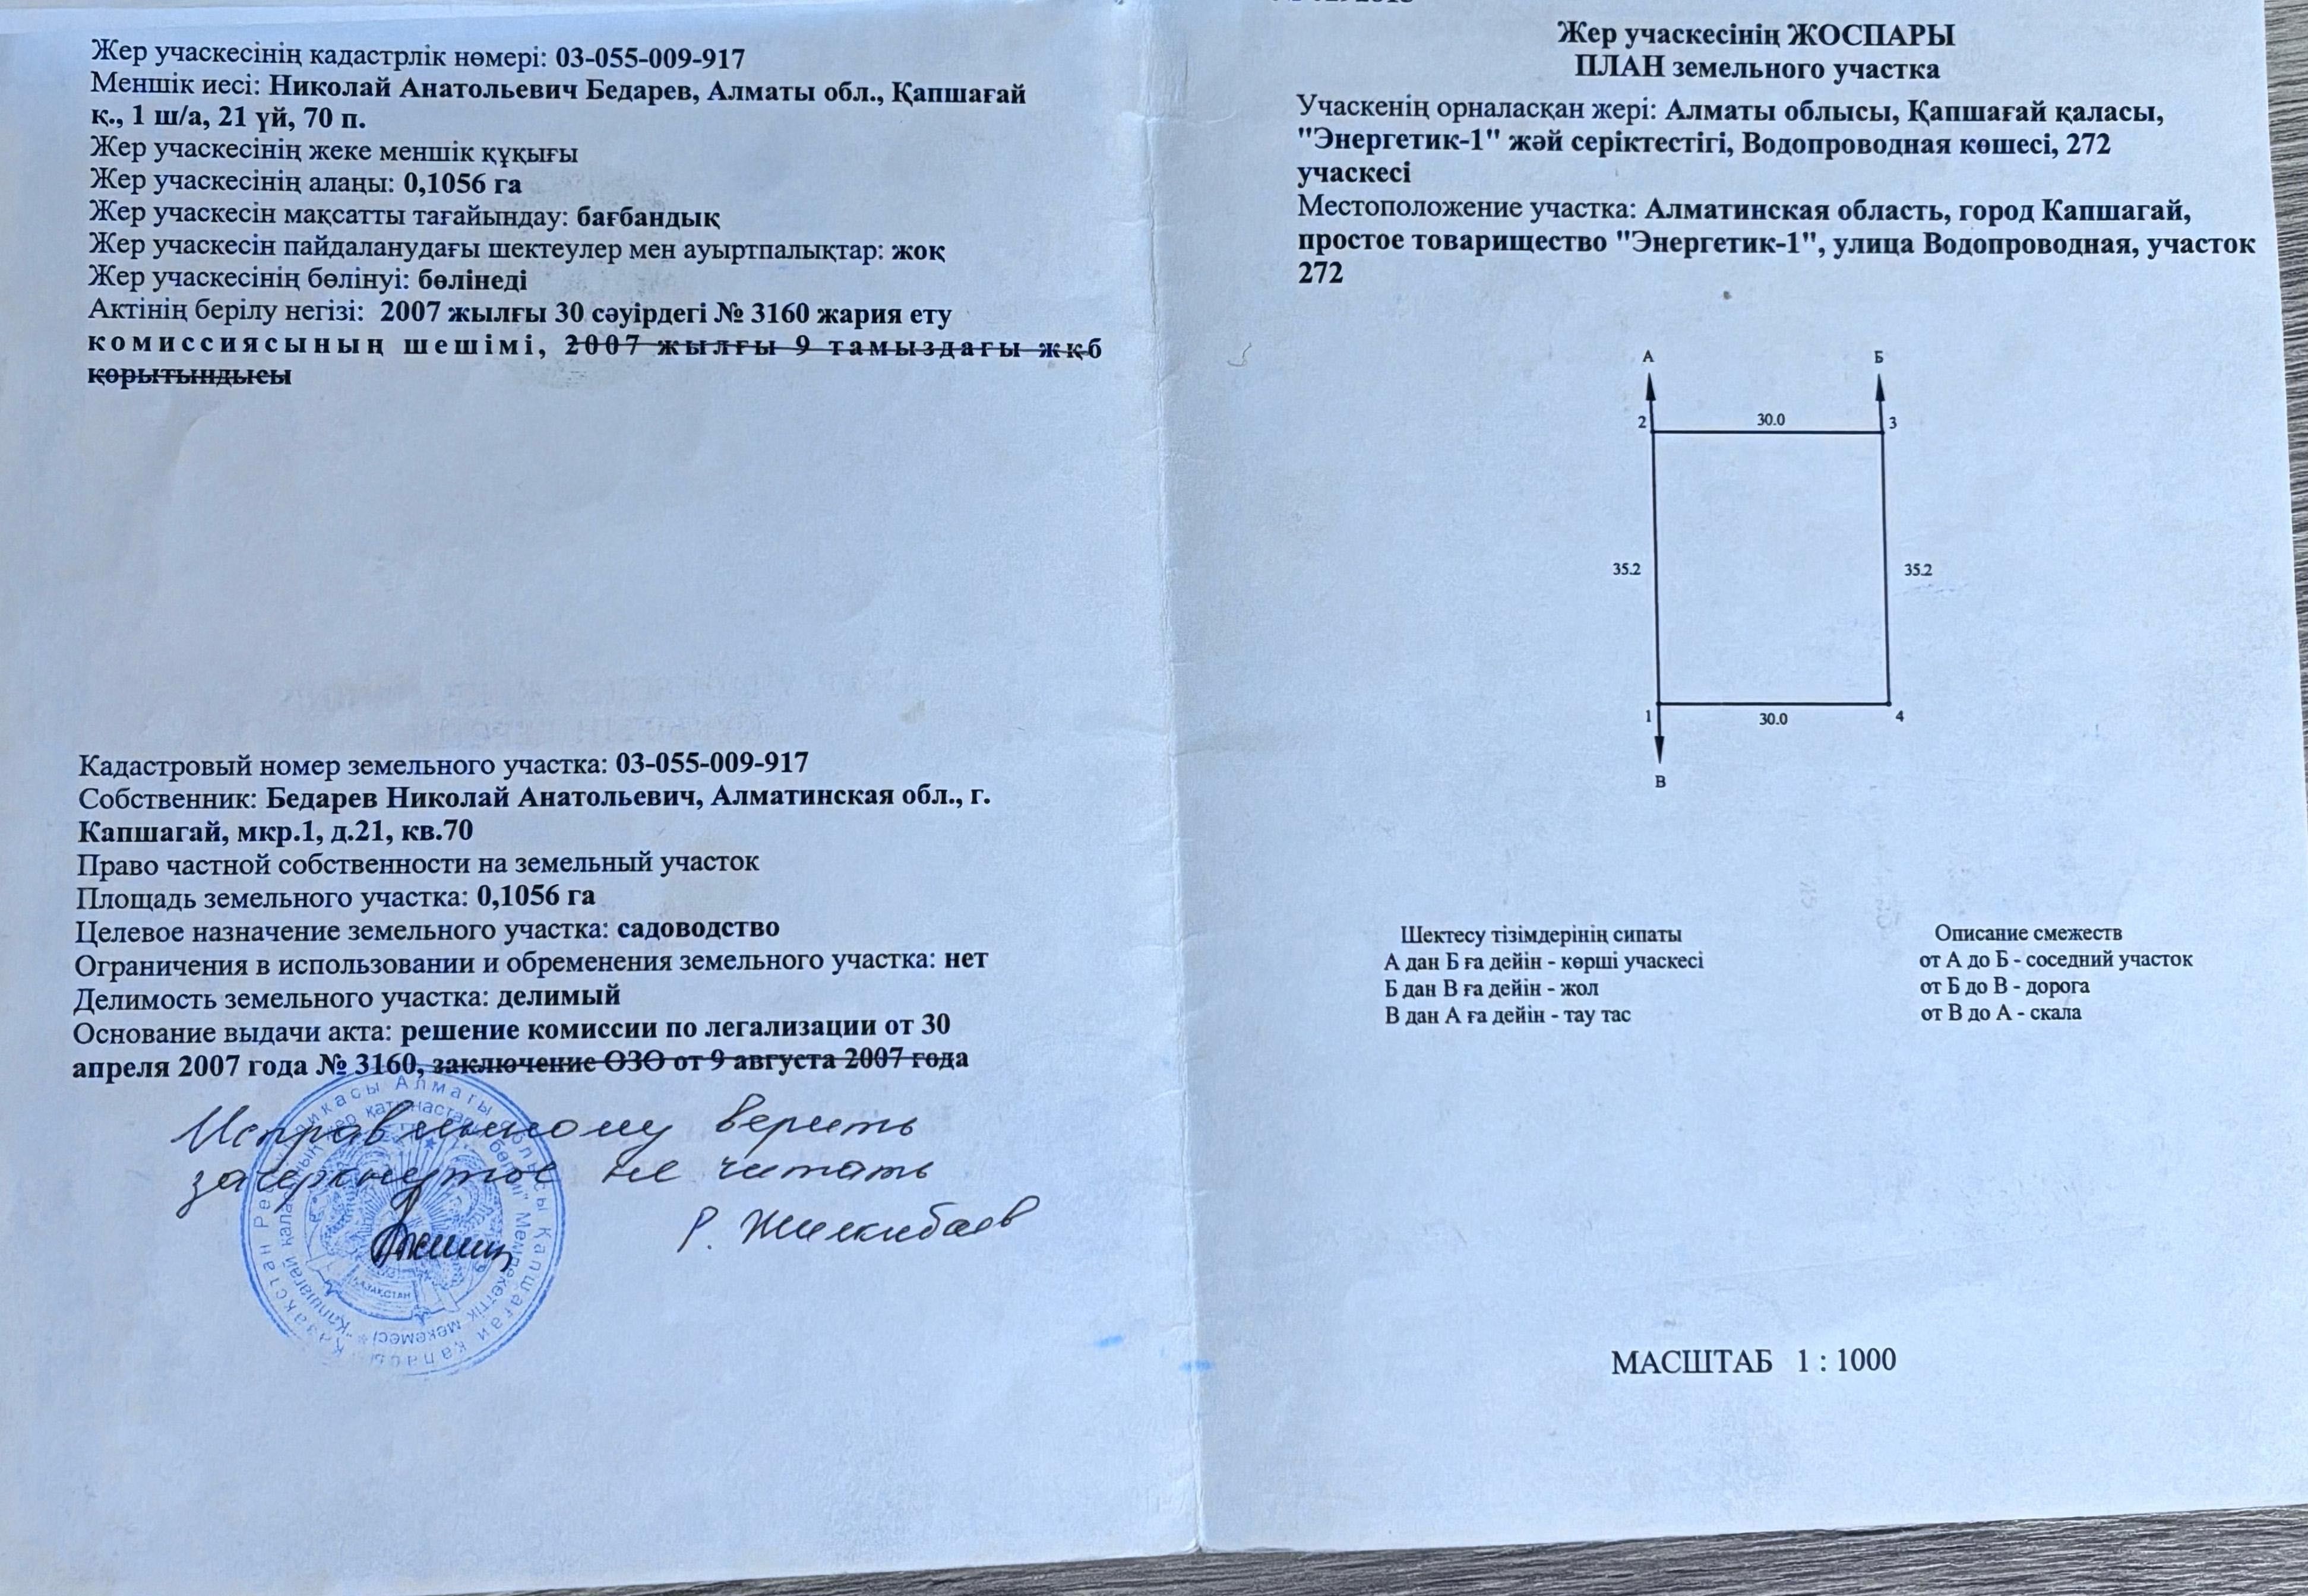 Жер учаскесінің кадастрлік нөмері: 03-055-009-917
Меншік иесі: Николай Анатольевич Бедарев, Алматы обл., Қапшағай
қ., 1 ш/а, 21 үй, 70 п.
Жер учаскесінің жеке меншік құқығы
Жер учаскесінің алаңы: 0,1056 га
Жер учаскесін мақсатты тағайындау: бағбандық
Жер учаскесін пайдаланудағы шектеулер мен ауыртпалықтар: жоқ
Жер учаскесінің бөлінуі: бөлінеді
Актінің берілу негізі: 2007 жылғы 30 сәуірдегі № 3160 жария ету
комиссиясының шешімі, 2007 жылғы 9 тамыздағы жқб
қорытындысы
Кадастровый номер земельного участка: 03-055-009-917
Собственник: Бедарев Николай Анатольевич, Алматинская обл., г.
Капшагай, мкр.1, д.21, кв.70
Право частной собственности на земельный участок
Площадь земельного участка: 0,1056 га
Целевое назначение земельного участка: садоводство
Ограничения в использовании и обременения земельного участка: нет
Делимость земельного участка: делимый
Основание выдачи акта: решение комиссии по легализации от 30
апреля 2007 года № 3160, заключение ОЗО от 9 августа 2007 года
Исправленному верить
зачеркнутое не читать
Р. Жилкибаев
ҚАЗАҚСТАН
Жер учаскесінің ЖОСПАРЫ
ПЛАН земельного участка
Учаскенің орналасқан жері: Алматы облысы, Қапшағай қаласы,
"Энергетик-1" жәй серіктестігі, Водопроводная көшесі, 272
учаскесі
Местоположение участка: Алматинская область, город Капшагай,
простое товарищество "Энергетик-1", улица Водопроводная, участок
272
А Б
2 30.0 3
35.2 35.2
1 30.0 4
В
Шектесу тізімдерінің сипаты
А дан Б ға дейін - көрші учаскесі
Б дан В ға дейін - жол
В дан А ға дейін - тау тас
Описание смежеств
от А до Б - соседний участок
от Б до В - дорога
от В до А - скала
МАСШТАБ 1 : 1000